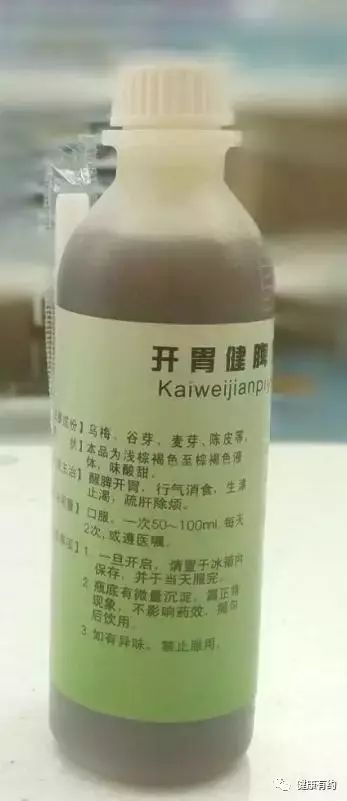 开胃健脾
Kaiweijianpi
】乌梅、谷芽、麦芽、陈皮等。
状】本品为浅棕褐色至棕褐色液
体，味酸甜。
主治】醒脾开胃，行气消食，生津
止渴，疏肝除烦。
】口服。一次50~100ml，每天
2次，或遵医嘱。
】1. 一旦开启，请置于冰箱内
保存，并于当天服完。
2. 瓶底有微量沉淀，属正常
现象，不影响药效，摇匀
后饮用。
3. 如有异味，禁止服用。
健康有约